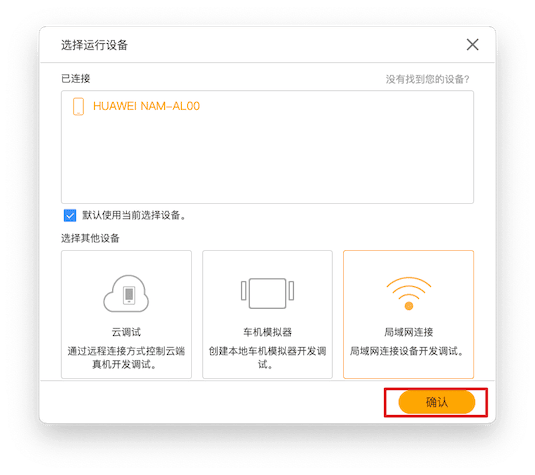 选择运行设备
已连接 没有找到您的设备?
HUAWEI NAM-AL00
默认使用当前选择设备。
选择其他设备
云调试
通过远程连接方式控制云端
真机开发调试。
车机模拟器
创建本地车机模拟器开发调
试。
局域网连接
局域网连接设备开发调试。
确认